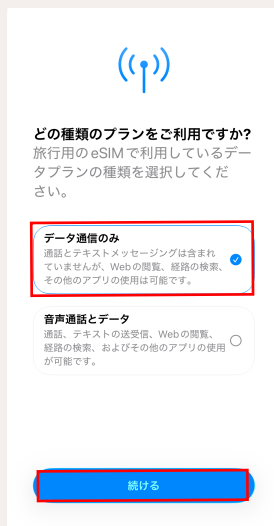 どの種類のプランをご利用ですか?
旅行用のeSIMで利用しているデー
タプランの種類を選択してくだ
さい。
データ通信のみ
通話とテキストメッセージングは含まれ
ていませんが、Webの閲覧、経路の検索、
その他のアプリの使用は可能です。
音声通話とデータ
通話、テキストの送受信、Webの閲覧、
経路の検索、およびその他のアプリの使用
が可能です。
続ける